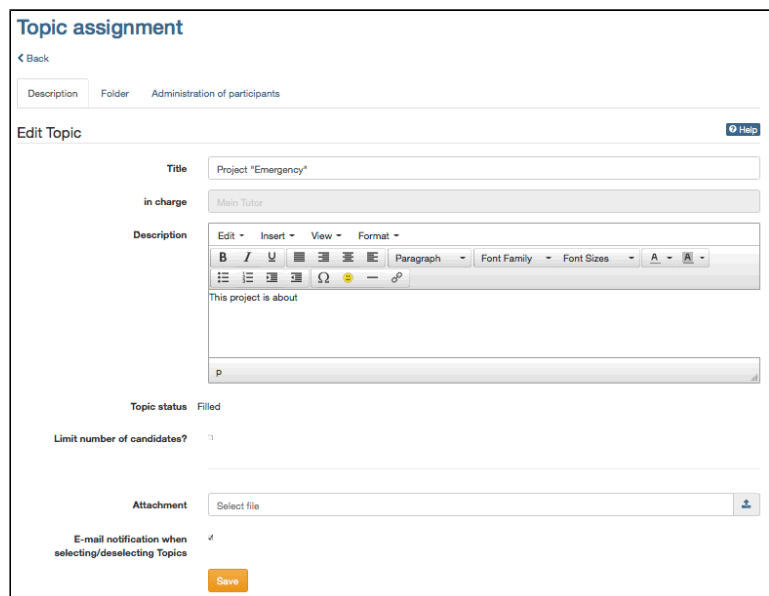 Topic assignment
Back
Description Folder Administration of participants
Edit Topic Help
Title Project "Emergency"
in charge Mein Tutor
Description Edit Insert View Format
B I U Paragraph Font Family Font Sizes A A
Ω
This project is about
p
Topic status Filled
Limit number of candidates?
Attachment Select file
E-mail notification when
selecting/deselecting Topics
Save